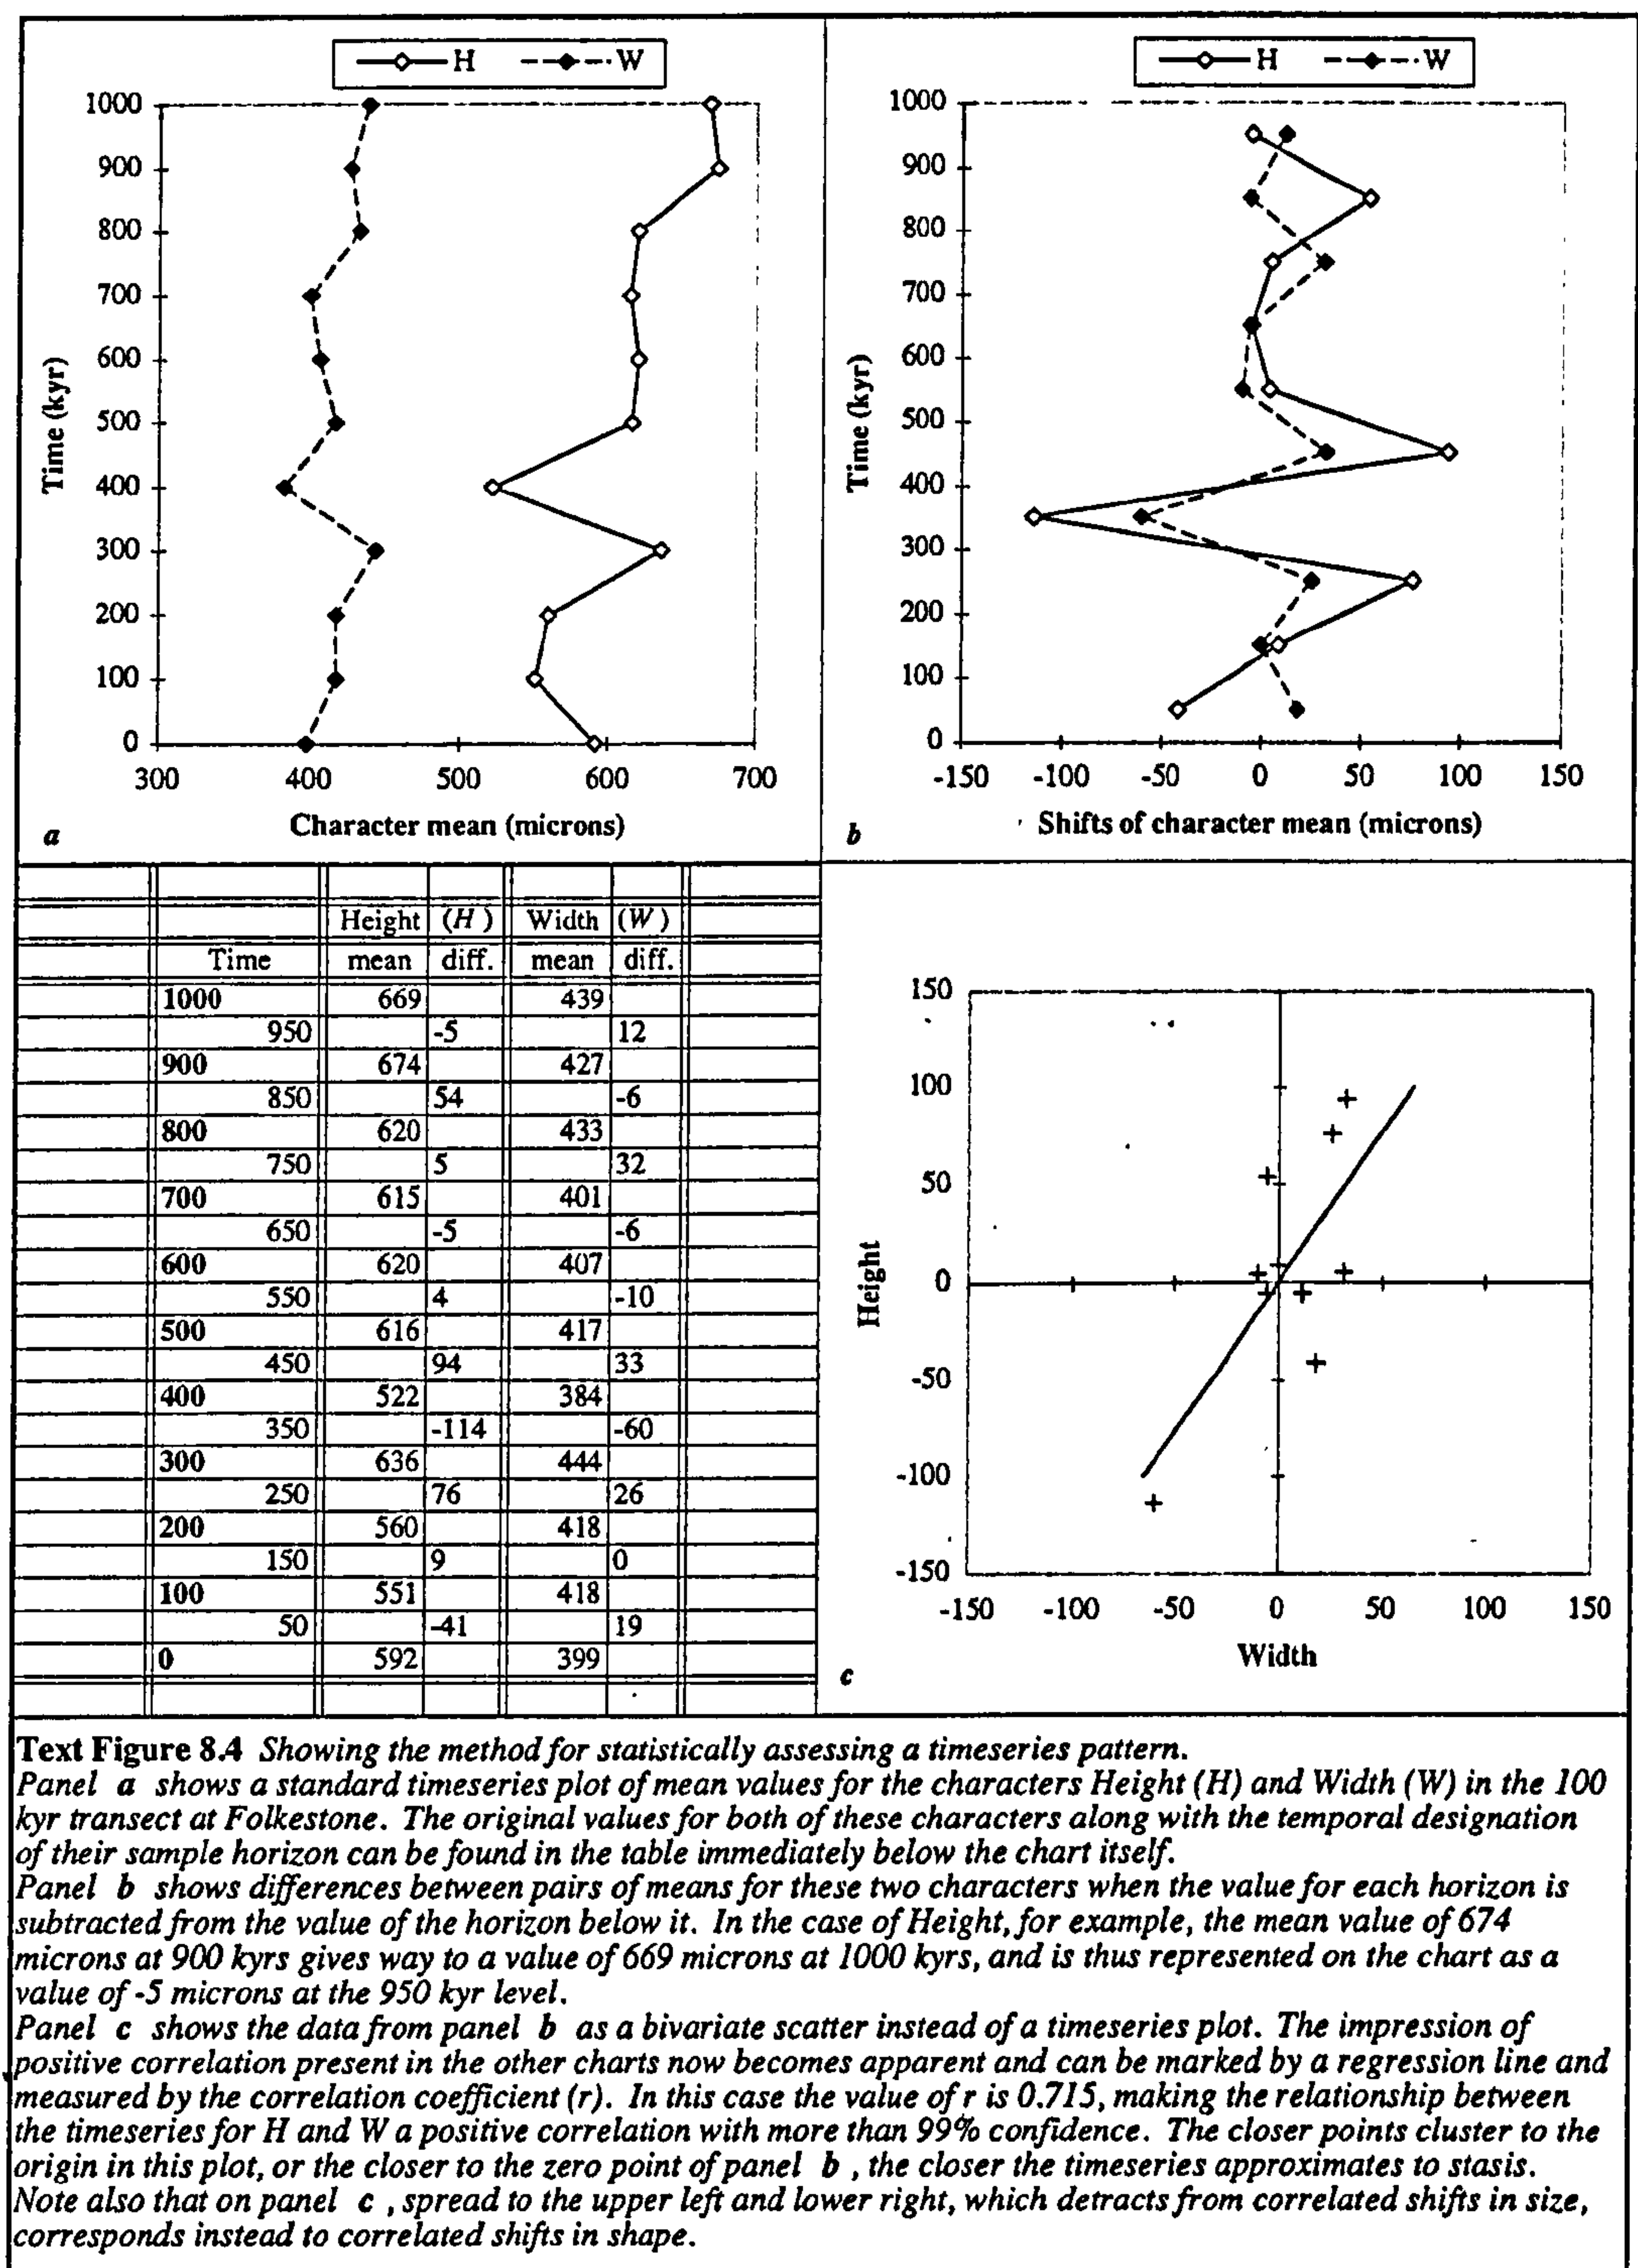 H W
1000
900
800
700
600
500
400
300
200
100
0
Time (kyr)
300 400 500 600 700
Character mean (microns)
a
H W
1000
900
800
700
600
500
400
300
200
100
0
Time (kyr)
-150 -100 -50 0 50 100 150
Shifts of character mean (microns)
b
Height (H) Width (W)
Time mean diff. mean diff.
1000 669 439
950 -5 12
900 674 427
850 54 -6
800 620 433
750 5 32
700 615 401
650 -5 -6
600 620 407
550 4 -10
500 616 417
450 94 33
400 522 384
350 -114 -60
300 636 444
250 76 26
200 560 418
150 9 0
100 551 418
50 -41 19
0 592 399
150
100
50
0
-50
-100
-150
Height
-150 -100 -50 0 50 100 150
Width
c
Text Figure 8.4 Showing the method for statistically assessing a timeseries pattern.
Panel a shows a standard timeseries plot of mean values for the characters Height (H) and Width (W) in the 100
kyr transect at Folkestone. The original values for both of these characters along with the temporal designation
of their sample horizon can be found in the table immediately below the chart itself.
Panel b shows differences between pairs of means for these two characters when the value for each horizon is
subtracted from the value of the horizon below it. In the case of Height, for example, the mean value of 674
microns at 900 kyrs gives way to a value of 669 microns at 1000 kyrs, and is thus represented on the chart as a
value of -5 microns at the 950 kyr level.
Panel c shows the data from panel b as a bivariate scatter instead of a timeseries plot. The impression of
positive correlation present in the other charts now becomes apparent and can be marked by a regression line and
measured by the correlation coefficient (r). In this case the value of r is 0.715, making the relationship between
the timeseries for H and W a positive correlation with more than 99% confidence. The closer points cluster to the
origin in this plot, or the closer to the zero point of panel b , the closer the timeseries approximates to stasis.
Note also that on panel c , spread to the upper left and lower right, which detracts from correlated shifts in size,
corresponds instead to correlated shifts in shape.